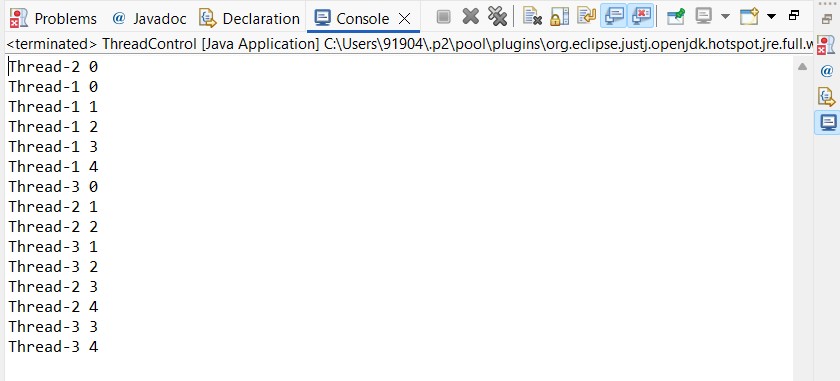 Problems @ Javadoc Declaration Console
<terminated> ThreadControl [Java Application] C:\Users\91904\.p2\pool\plugins\org.eclipse.justj.openjdk.hotspot.jre.full.w
Thread-2 0
Thread-1 0
Thread-1 1
Thread-1 2
Thread-1 3
Thread-1 4
Thread-3 0
Thread-2 1
Thread-2 2
Thread-3 1
Thread-3 2
Thread-2 3
Thread-2 4
Thread-3 3
Thread-3 4